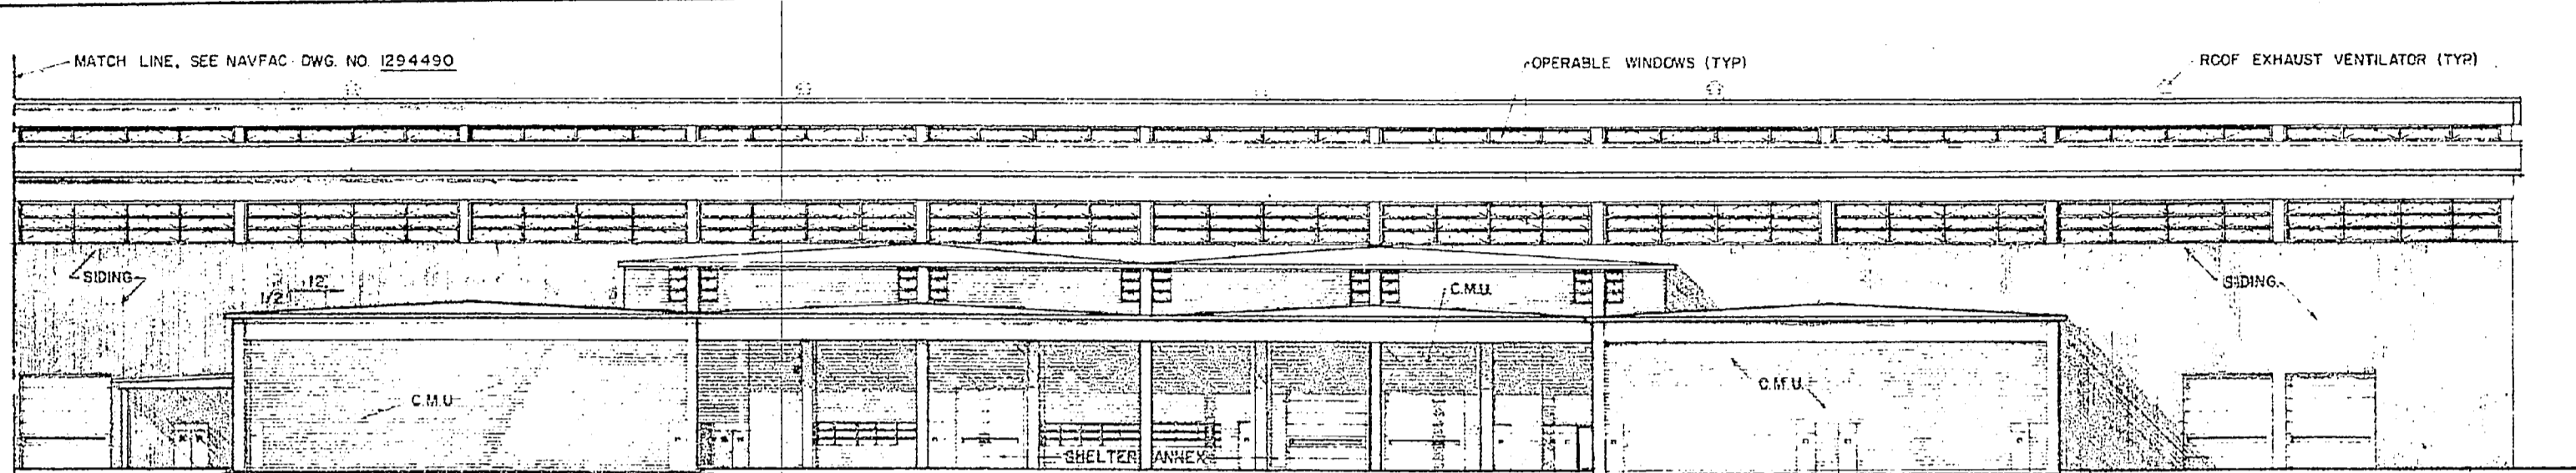 MATCH LINE, SEE NAVFAC DWG. NO. 1294490
OPERABLE WINDOWS (TYP)
ROOF EXHAUST VENTILATOR (TYP)
SIDING
12
1/2
C.M.U.
SIDING
C.M.U.
C.M.U.
SHELTER ANNEX